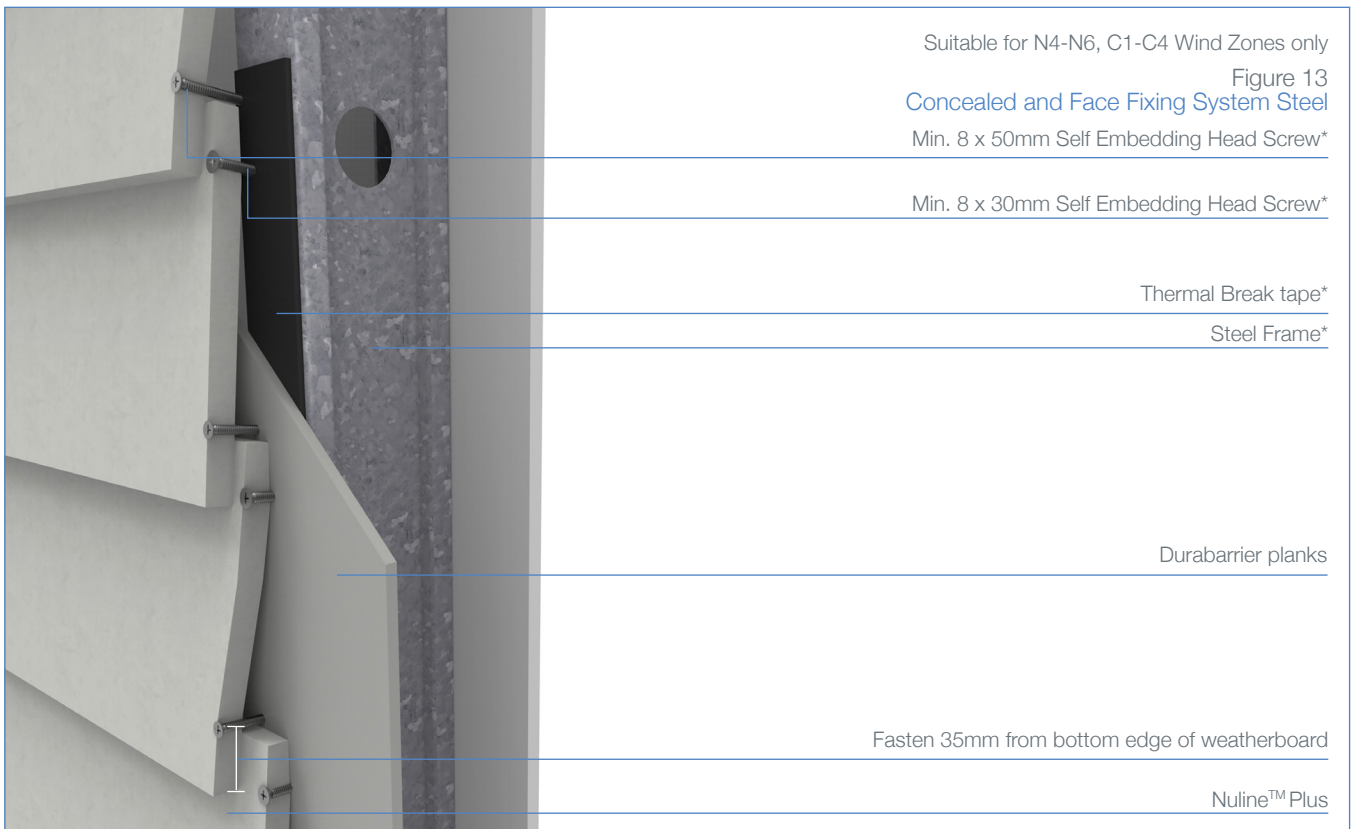 Suitable for N4-N6, C1-C4 Wind Zones only
Figure 13
Concealed and Face Fixing System Steel
Min. 8 x 50mm Self Embedding Head Screw*
Min. 8 x 30mm Self Embedding Head Screw*
Thermal Break tape*
Steel Frame*
Durabarrier planks
Fasten 35mm from bottom edge of weatherboard
Nuline™ Plus